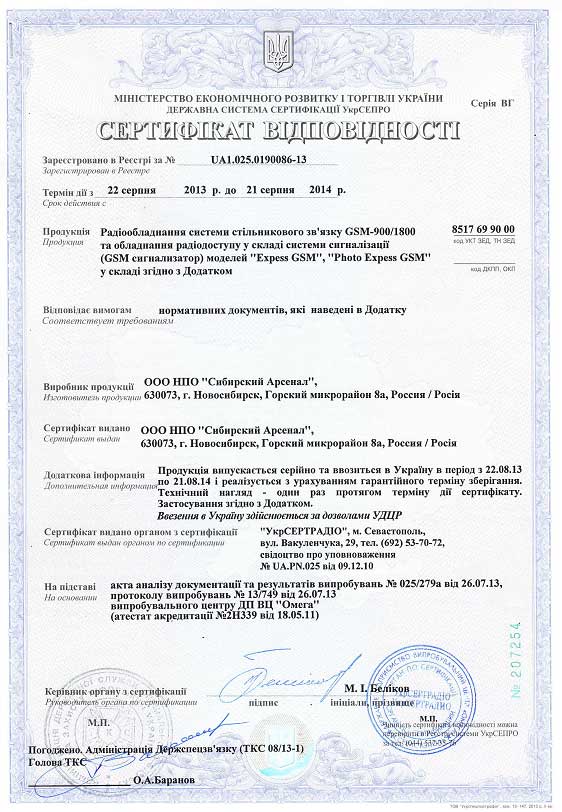 МІНІСТЕРСТВО ЕКОНОМІЧНОГО РОЗВИТКУ І ТОРГІВЛІ УКРАЇНИ
ДЕРЖАВНА СИСТЕМА СЕРТИФІКАЦІЇ УкрСЕПРО
Серія ВГ
СЕРТИФІКАТ ВІДПОВІДНОСТІ
Зареєстровано в Реєстрі за № UA1.025.0190086-13
Зарегистрирован в Реестре
Термін дії з 22 серпня 2013 р. до 21 серпня 2014 р.
Срок действия с
Продукція Радіообладнання системи стільникового зв'язку GSM-900/1800 8517 69 90 00
Продукция та обладнання радіодоступу у складі системи сигналізації код УКТ ЗЕД, ТН ЗЕД
(GSM сигнализатор) моделей "Expess GSM", "Photo Expess GSM"
у складі згідно з Додатком код ДКПП, ОКП
Відповідає вимогам нормативних документів, які наведені в Додатку
Соответствует требованиям
Виробник продукції ООО НПО "Сибирский Арсенал",
Изготовитель продукции 630073, г. Новосибирск, Горский микрорайон 8а, Россия / Росія
Сертифікат видано ООО НПО "Сибирский Арсенал",
Сертификат выдан 630073, г. Новосибирск, Горский микрорайон 8а, Россия / Росія
Додаткова інформація Продукція випускається серійно та ввозиться в Україну в період з 22.08.13
Дополнительная информация по 21.08.14 і реалізується з урахуванням гарантійного терміну зберігання.
Технічний нагляд - один раз протягом терміну дії сертифікату.
Застосування згідно з Додатком.
Ввезення в Україну здійснюється за дозволами УДЦР
Сертифікат видано органом з сертифікації "УкрСЕРТРАДІО", м. Севастополь,
Сертификат выдан органом по сертификации вул. Вакуленчука, 29, тел. (692) 53-70-72,
свідоцтво про уповноваження
№ UA.PN.025 від 09.12.10
На підставі акта аналізу документації та результатів випробувань № 025/279а від 26.07.13,
На основании протоколу випробувань № 13/749 від 26.07.13
випробувального центру ДП ВЦ "Омега"
(атестат акредитації №2Н339 від 18.05.11)
№ 207254
Керівник органу з сертифікації М. І. Беліков
Руководитель органа по сертификации підпис ініціали, прізвище
М.П. М.П.
Чинність сертифіката відповідності можна
перевірити в Реєстрі Системи УкрСЕПРО
Погоджено. Адміністрація Держспецзв'язку (ТКС 08/13-1)
Голова ТКС
О.А.Баранов